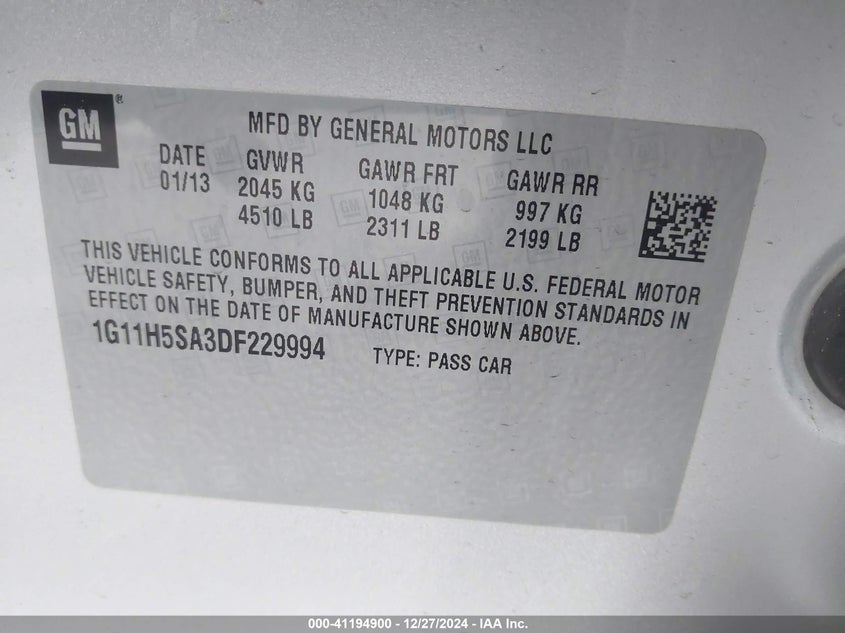 GM®
MFD BY GENERAL MOTORS LLC
DATE GVWR GAWR FRT GAWR RR
01/13 2045 KG 1048 KG 997 KG
4510 LB 2311 LB 2199 LB
THIS VEHICLE CONFORMS TO ALL APPLICABLE U.S. FEDERAL MOTOR
VEHICLE SAFETY, BUMPER, AND THEFT PREVENTION STANDARDS IN
EFFECT ON THE DATE OF MANUFACTURE SHOWN ABOVE.
1G11H5SA3DF229994 TYPE: PASS CAR
000-41194900 - 12/27/2024 - IAA Inc.